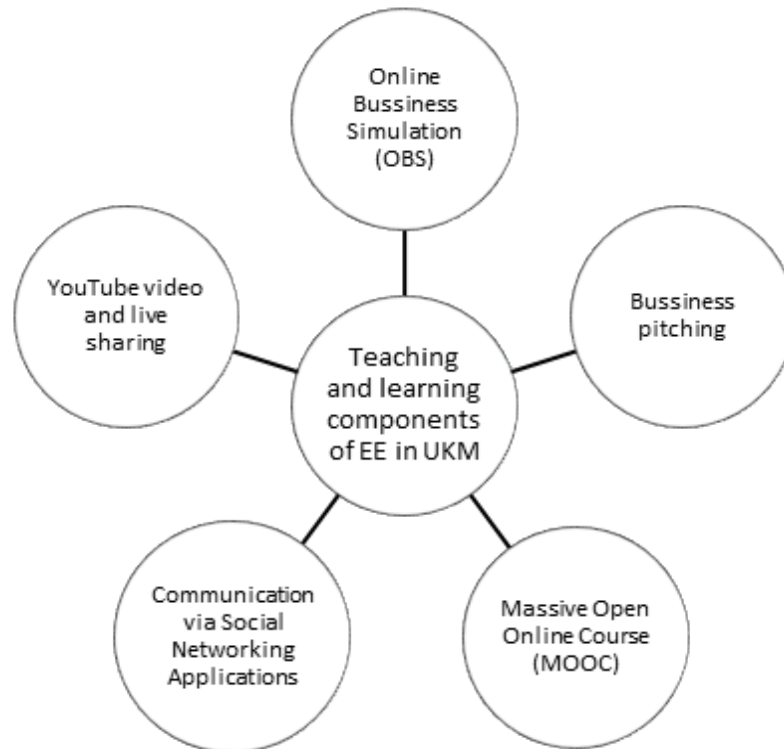 Online
Bussiness
Simulation
(OBS)
YouTube video
and live
sharing
Bussiness
pitching
Teaching
and learning
components
of EE in UKM
Communication
via Social
Networking
Applications
Massive Open
Online Course
(MOOC)